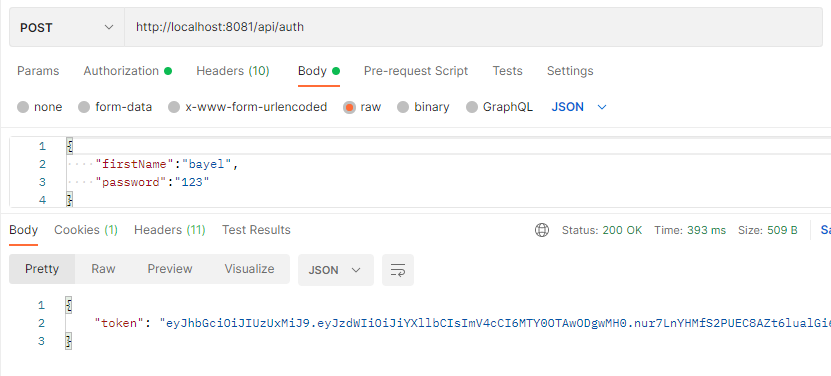 POST http://localhost:8081/api/auth
Params Authorization Headers (10) Body Pre-request Script Tests Settings
none form-data x-www-form-urlencoded raw binary GraphQL JSON
1 {
2 "firstName":"bayel",
3 "password":"123"
4 }
Body Cookies (1) Headers (11) Test Results Status: 200 OK Time: 393 ms Size: 509 B Sa
Pretty Raw Preview Visualize JSON
1 {
2 "token": "eyJhbGciOiJIUzUxMiJ9.eyJzdWIiOiJiYXllbCIsImV4cCI6MTY0OTAwODgwMH0.nur7LnYHMfS2PUEC8AZt6lualGi6
3 }